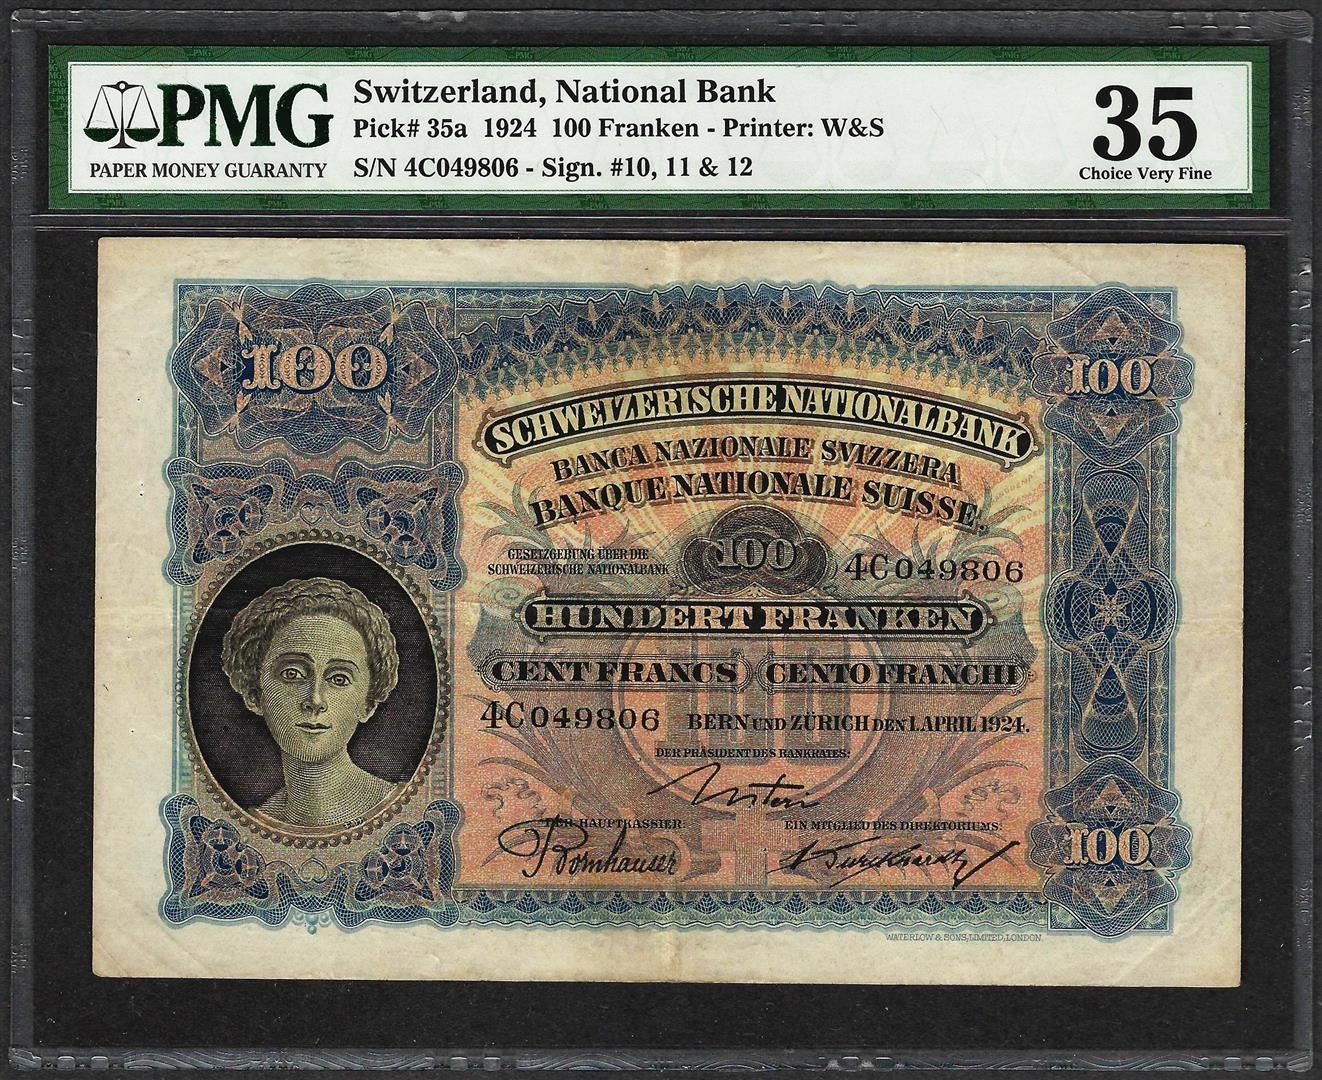 PMG
PAPER MONEY GUARANTY
Switzerland, National Bank
Pick# 35a 1924 100 Franken - Printer: W&S
S/N 4C049806 - Sign. #10, 11 & 12
35
Choice Very Fine
100
100
SCHWEIZERISCHE NATIONALBANK
BANCA NAZIONALE SVIZZERA
BANQUE NATIONALE SUISSE.
GESETZGEBUNG ÜBER DIE
SCHWEIZERISCHE NATIONALBANK
100
4C049806
HUNDERT FRANKEN
CENT FRANCS
CENTO FRANCHI
4C049806
BERN UND ZÜRICH DEN 1. APRIL 1924.
DER PRÄSIDENT DES BANKRATES:
DER HAUPTKASSIER:
EIN MITGLIED DES DIREKTORIUMS:
Bornhauser
Burckhardt
100
WATERLOW & SONS, LIMITED, LONDON.